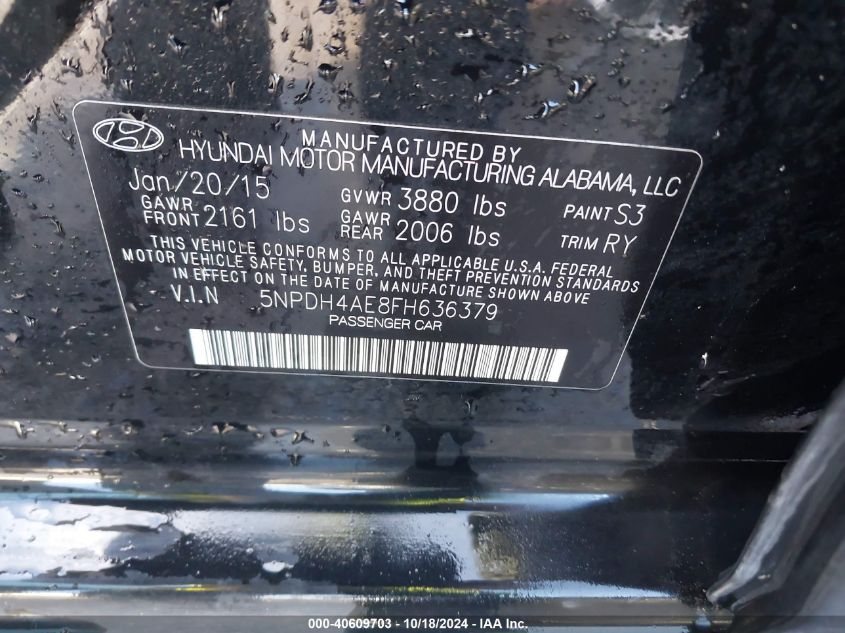 MANUFACTURED BY
HYUNDAI MOTOR MANUFACTURING ALABAMA, LLC
Jan/20/15 GVWR 3880 lbs PAINT S3
GAWR FRONT 2161 lbs GAWR REAR 2006 lbs TRIM RY
THIS VEHICLE CONFORMS TO ALL APPLICABLE U.S.A. FEDERAL
MOTOR VEHICLE SAFETY, BUMPER, AND THEFT PREVENTION STANDARDS
IN EFFECT ON THE DATE OF MANUFACTURE SHOWN ABOVE
V.I.N 5NPDH4AE8FH636379
PASSENGER CAR
000-40609703 - 10/18/2024 - IAA Inc.